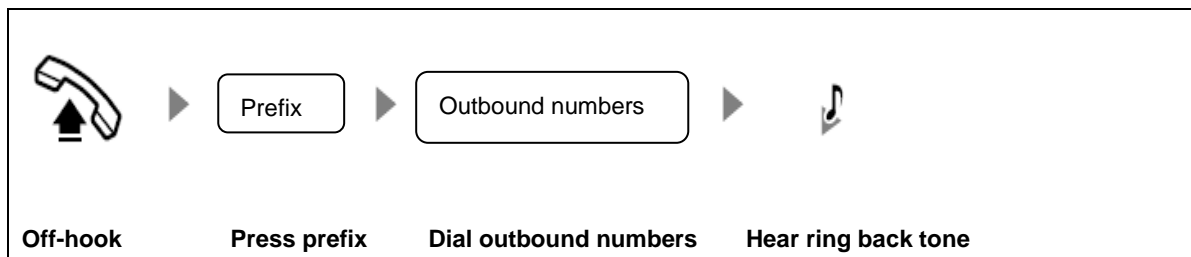 Prefix Outbound numbers
Off-hook Press prefix Dial outbound numbers Hear ring back tone